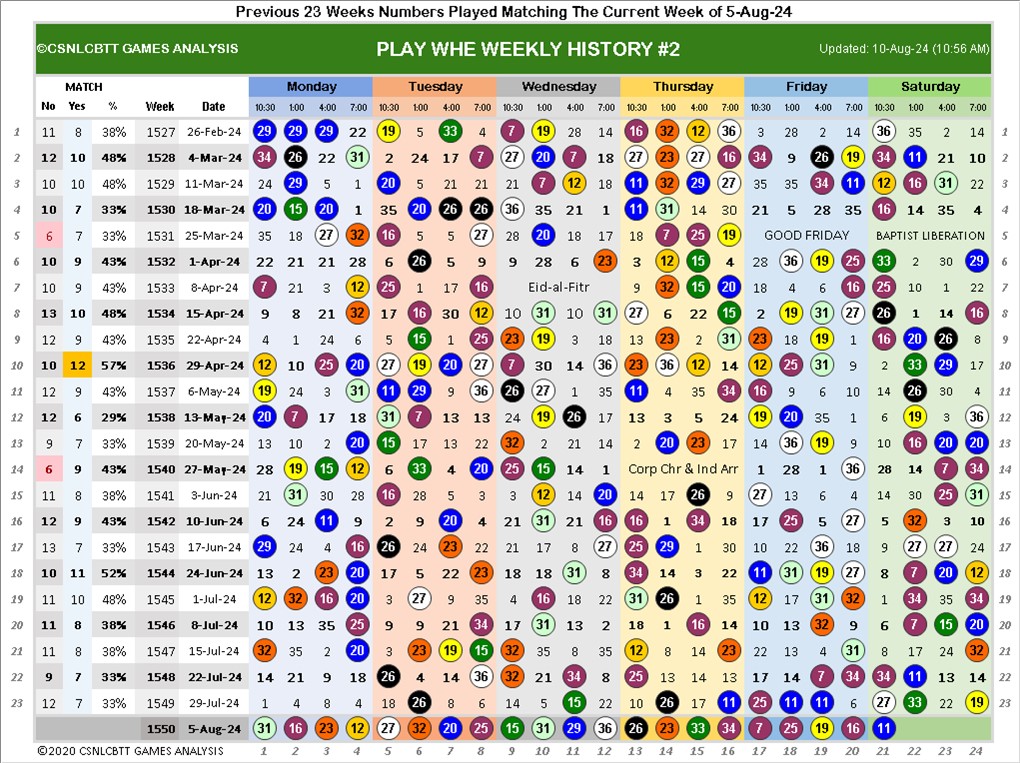 Previous 23 Weeks Numbers Played Matching The Current Week of 5-Aug-24
©CSNLCBTT GAMES ANALYSIS PLAY WHE WEEKLY HISTORY #2 Updated: 10-Aug-24 (10:56 AM)
MATCH Monday Tuesday Wednesday Thursday Friday Saturday
No Yes % Week Date 10:30 1:00 4:00 7:00 10:30 1:00 4:00 7:00 10:30 1:00 4:00 7:00 10:30 1:00 4:00 7:00 10:30 1:00 4:00 7:00 10:30 1:00 4:00 7:00
1 11 8 38% 1527 26-Feb-24 29 29 29 22 19 5 33 4 7 19 28 14 16 32 12 36 3 28 2 14 36 35 2 14 1
2 12 10 48% 1528 4-Mar-24 34 26 22 31 2 24 17 7 27 20 7 18 27 23 27 16 34 9 26 19 34 11 21 10 2
3 10 10 48% 1529 11-Mar-24 24 29 5 1 20 5 21 21 21 7 12 18 11 32 29 27 35 35 34 11 12 16 31 22 3
4 10 7 33% 1530 18-Mar-24 20 15 20 1 35 20 26 26 36 35 21 1 11 31 14 30 21 5 28 35 16 14 35 4 4
5 6 7 33% 1531 25-Mar-24 35 18 27 32 16 5 5 27 28 20 18 17 18 7 25 19 GOOD FRIDAY BAPTIST LIBERATION 5
6 10 9 43% 1532 1-Apr-24 22 21 21 28 6 26 5 9 9 28 6 23 3 12 15 4 28 36 19 25 33 2 30 29 6
7 10 9 43% 1533 8-Apr-24 7 21 3 12 25 1 17 16 Eid-al-Fitr 9 32 15 20 18 4 6 16 25 10 1 22 7
8 13 10 48% 1534 15-Apr-24 9 8 21 32 17 16 30 12 10 31 10 31 27 6 22 15 2 19 31 27 26 1 14 16 8
9 12 9 43% 1535 22-Apr-24 4 1 24 6 5 15 1 25 23 19 3 18 13 23 2 31 23 18 19 1 16 20 26 8 9
10 10 12 57% 1536 29-Apr-24 12 10 25 20 27 19 20 27 7 30 14 36 23 36 12 14 12 25 31 9 2 33 29 17 10
11 12 9 43% 1537 6-May-24 19 24 3 31 11 29 9 36 26 27 1 35 11 4 35 34 16 9 6 18 11 26 30 4 11
12 12 6 29% 1538 13-May-24 20 7 17 18 31 7 13 13 24 19 26 17 13 3 5 24 19 20 35 1 6 19 3 36 12
13 9 7 33% 1539 20-May-24 13 10 2 20 15 17 13 22 32 2 21 14 2 20 23 17 14 36 19 9 10 16 20 20 13
14 6 9 43% 1540 27-May-24 28 19 15 12 6 33 4 20 25 15 14 1 Corp Chr & Ind Arr 1 28 1 36 28 14 7 34 14
15 11 8 38% 1541 3-Jun-24 21 31 30 28 16 28 5 3 3 12 14 20 14 17 26 9 27 13 6 4 14 30 25 31 15
16 12 9 43% 1542 10-Jun-24 6 24 11 9 2 9 20 4 21 31 21 16 16 1 34 18 17 25 5 27 5 32 3 10 16
17 13 7 33% 1543 17-Jun-24 29 24 4 16 26 24 23 22 21 17 8 27 25 29 1 30 10 22 36 18 9 27 27 24 17
18 10 11 52% 1544 24-Jun-24 13 2 23 20 17 5 22 23 18 18 31 8 34 14 3 22 11 31 19 27 8 7 20 12 18
19 11 10 48% 1545 1-Jul-24 12 32 16 20 3 27 9 35 4 16 18 22 31 26 1 35 12 17 31 32 1 34 35 34 19
20 11 8 38% 1546 8-Jul-24 10 13 35 25 9 9 21 34 17 31 13 2 18 1 16 14 10 13 32 9 6 7 15 20 20
21 11 8 38% 1547 15-Jul-24 32 35 2 20 3 23 19 15 32 35 8 35 12 8 14 23 22 13 4 31 8 17 24 32 21
22 9 7 33% 1548 22-Jul-24 14 21 9 18 26 4 14 36 32 21 34 22 25 13 14 13 17 14 7 34 34 11 13 14 22
23 12 7 33% 1549 29-Jul-24 1 4 8 4 18 26 8 6 14 5 15 22 10 26 17 11 25 11 11 6 27 33 22 19 23
1550 5-Aug-24 31 16 23 12 27 32 20 25 15 31 29 36 26 23 33 34 7 25 19 16 11
©2020 CSNLCBTT GAMES ANALYSIS 1 2 3 4 5 6 7 8 9 10 11 12 13 14 15 16 17 18 19 20 21 22 23 24